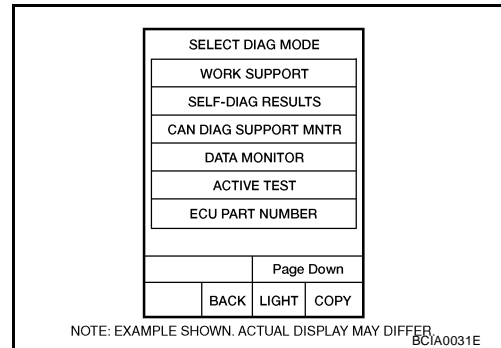 SELECT DIAG MODE
WORK SUPPORT
SELF-DIAG RESULTS
CAN DIAG SUPPORT MNTR
DATA MONITOR
ACTIVE TEST
ECU PART NUMBER
Page Down
BACK LIGHT COPY
NOTE: EXAMPLE SHOWN. ACTUAL DISPLAY MAY DIFFER.
BCIA0031E